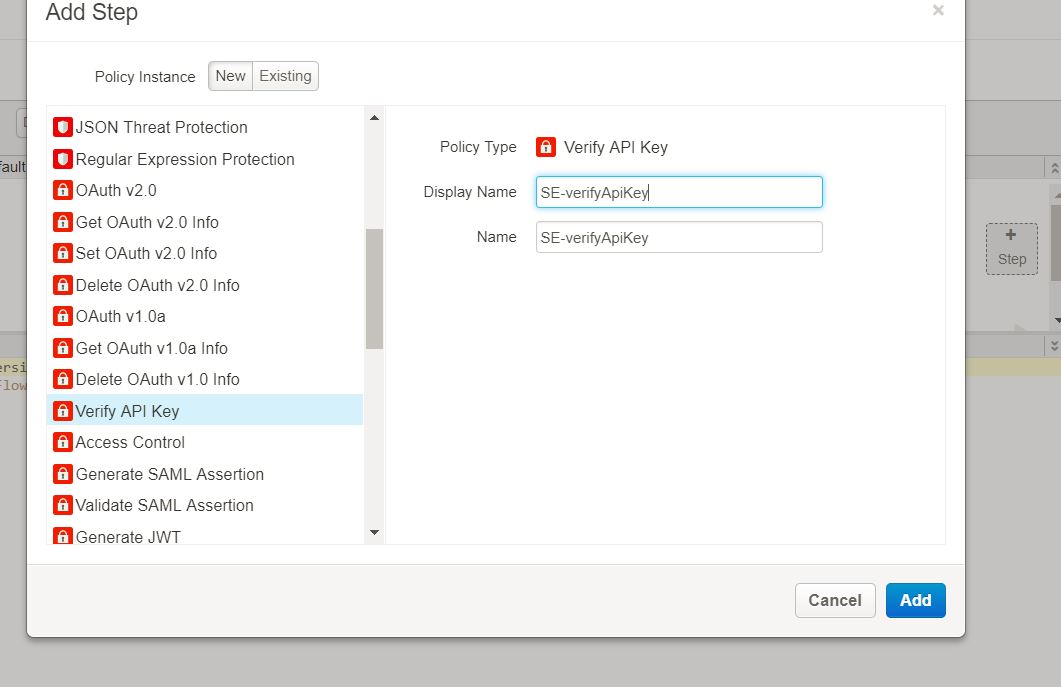 Add Step
×
Policy Instance New Existing
JSON Threat Protection
Regular Expression Protection
OAuth v2.0
Get OAuth v2.0 Info
Set OAuth v2.0 Info
Delete OAuth v2.0 Info
OAuth v1.0a
Get OAuth v1.0a Info
Delete OAuth v1.0 Info
Verify API Key
Access Control
Generate SAML Assertion
Validate SAML Assertion
Generate JWT
Policy Type Verify API Key
Display Name SE-verifyApiKey
Name SE-verifyApiKey
+
Step
Cancel Add